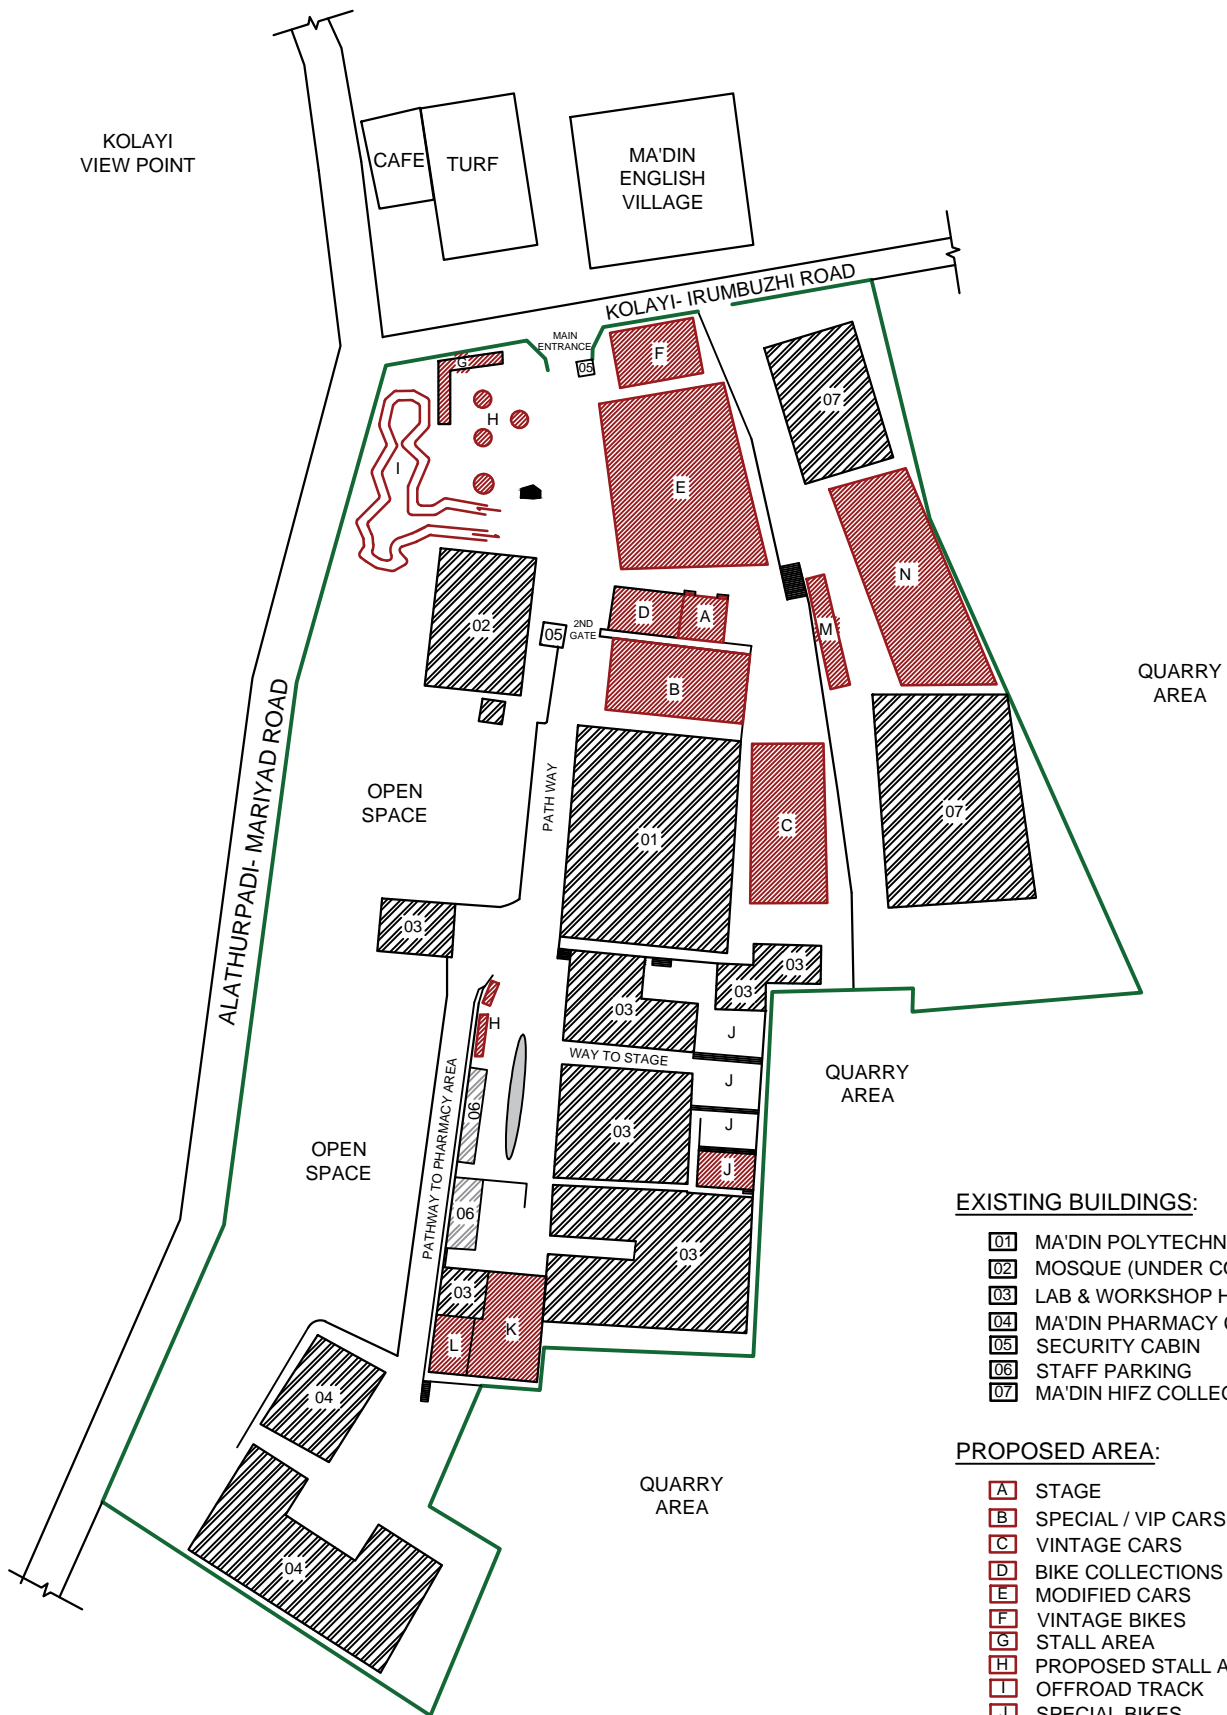 KOLAYI
VIEW POINT
CAFE
TURF
MA'DIN
ENGLISH
VILLAGE
KOLAYI- IRUMBUZHI ROAD
MAIN
ENTRANCE
05
F
G
H
07
I
E
N
D
A
M
02
05
2ND
GATE
B
QUARRY
AREA
ALATHURPADI- MARIYAD ROAD
OPEN
SPACE
PATH WAY
01
C
07
03
03
03
03
H
J
WAY TO STAGE
J
QUARRY
AREA
PATHWAY TO PHARMACY AREA
06
03
J
OPEN
SPACE
J
06
03
03
K
L
04
QUARRY
AREA
04
EXISTING BUILDINGS:
01 MA'DIN POLYTECHN
02 MOSQUE (UNDER CO
03 LAB & WORKSHOP H
04 MA'DIN PHARMACY
05 SECURITY CABIN
06 STAFF PARKING
07 MA'DIN HIFZ COLLE
PROPOSED AREA:
A STAGE
B SPECIAL / VIP CARS
C VINTAGE CARS
D BIKE COLLECTIONS
E MODIFIED CARS
F VINTAGE BIKES
G STALL AREA
H PROPOSED STALL A
I OFFROAD TRACK
J SPECIAL BIKES